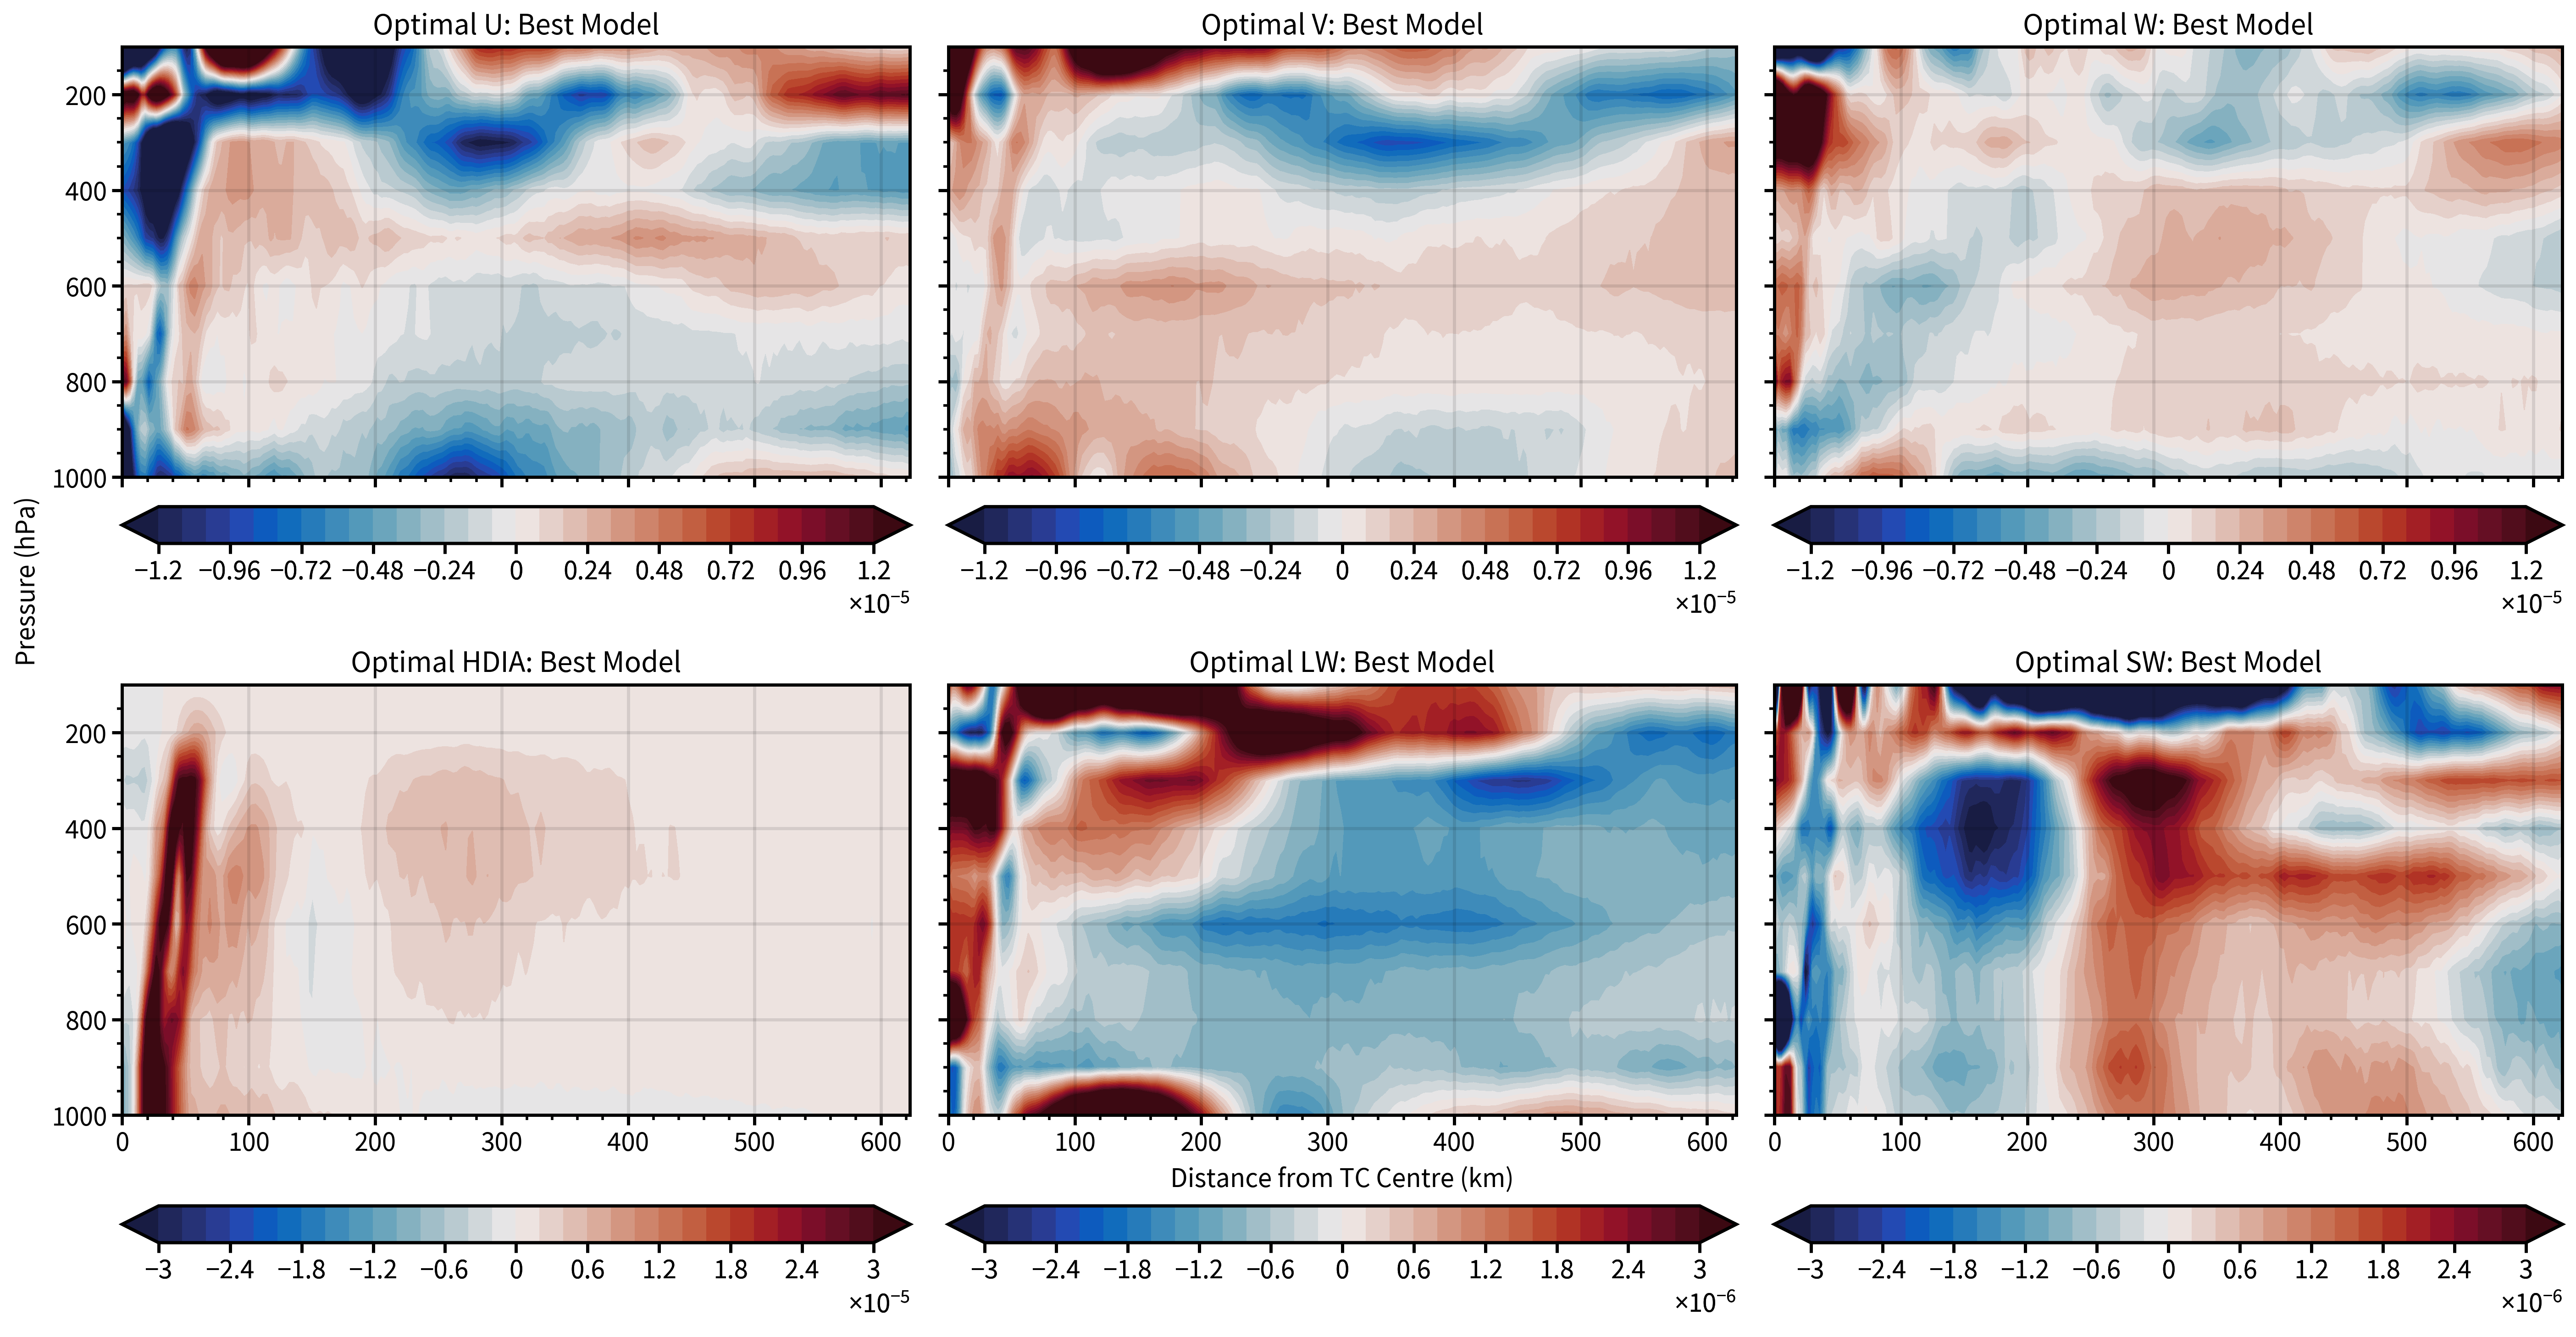 Optimal U: Best Model
Optimal V: Best Model
Optimal W: Best Model
200
400
600
800
1000
−1.2 −0.96 −0.72 −0.48 −0.24 0 0.24 0.48 0.72 0.96 1.2
×10⁻⁵
−1.2 −0.96 −0.72 −0.48 −0.24 0 0.24 0.48 0.72 0.96 1.2
×10⁻⁵
−1.2 −0.96 −0.72 −0.48 −0.24 0 0.24 0.48 0.72 0.96 1.2
×10⁻⁵
Pressure (hPa)
Optimal HDIA: Best Model
Optimal LW: Best Model
Optimal SW: Best Model
200
400
600
800
1000
0 100 200 300 400 500 600
0 100 200 300 400 500 600
0 100 200 300 400 500 600
Distance from TC Centre (km)
−3 −2.4 −1.8 −1.2 −0.6 0 0.6 1.2 1.8 2.4 3
×10⁻⁵
−3 −2.4 −1.8 −1.2 −0.6 0 0.6 1.2 1.8 2.4 3
×10⁻⁶
−3 −2.4 −1.8 −1.2 −0.6 0 0.6 1.2 1.8 2.4 3
×10⁻⁶